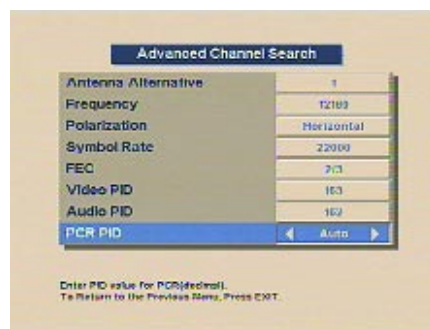 Advanced Channel Search
Antenna Alternative 1
Frequency
Polarization Horizontal
Symbol Rate 22000
FEC 2/3
Video PID 163
Audio PID 162
PCR PID Auto
Enter PID value for PCR(decimal).
To Return to the Previous Menu, Press EXIT.